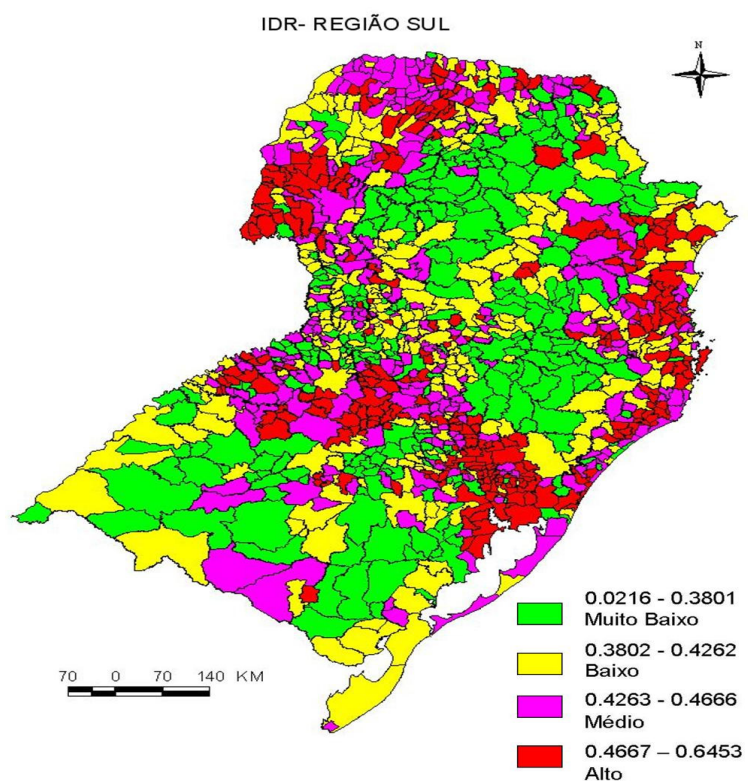 IDR- REGIÃO SUL
N
0.0216 - 0.3801
Muito Baixo
0.3802 - 0.4262
Baixo
0.4263 - 0.4666
Médio
0.4667 – 0.6453
Alto
70 0 70 140 KM